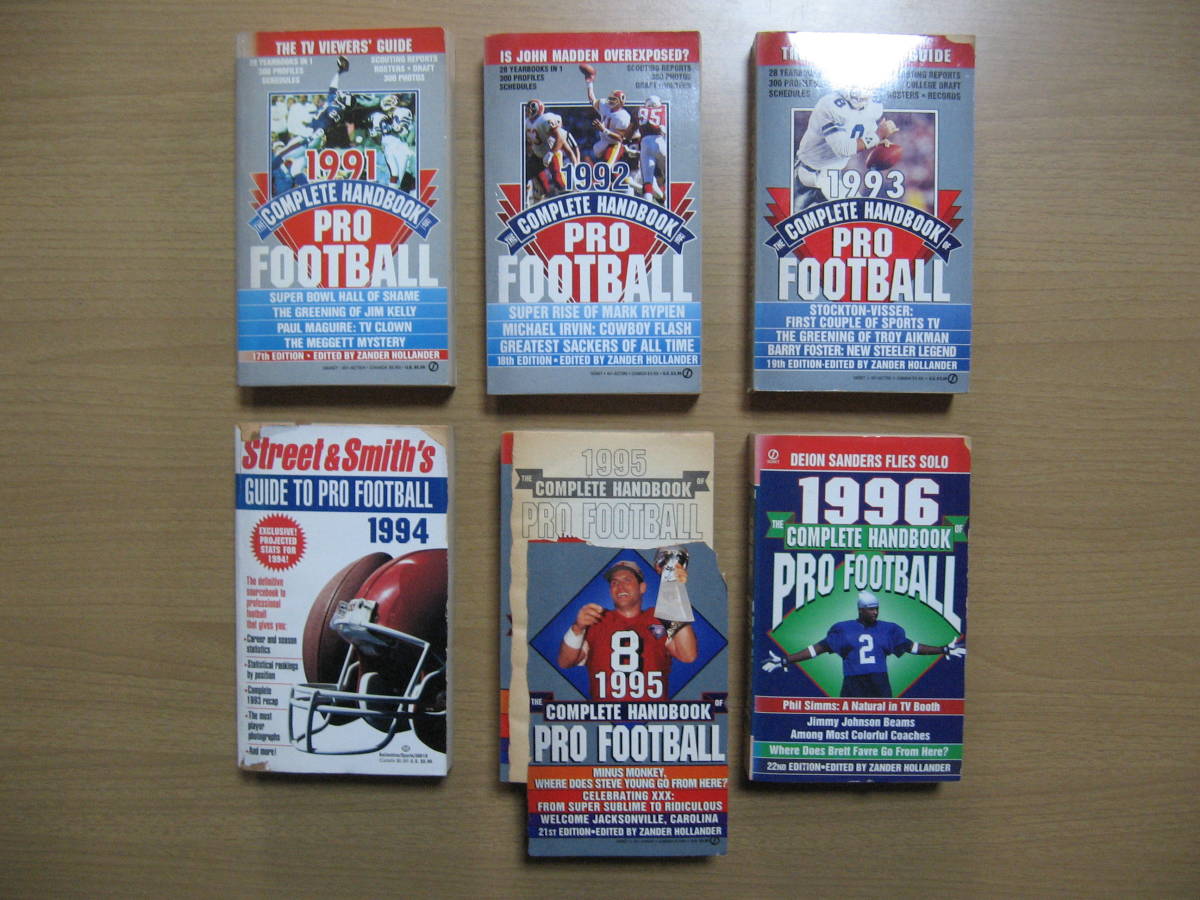 THE TV VIEWERS' GUIDE
28 YEARBOOKS IN 1
300 PROFILES
SCHEDULES
SCOUTING REPORTS
ROSTERS • DRAFT
300 PHOTOS
1991
THE COMPLETE HANDBOOK OF
PRO
FOOTBALL
SUPER BOWL HALL OF SHAME
THE GREENING OF JIM KELLY
PAUL MAGUIRE: TV CLOWN
THE MEGGETT MYSTERY
17th EDITION • EDITED BY ZANDER HOLLANDER
IS JOHN MADDEN OVEREXPOSED?
28 YEARBOOKS IN 1
300 PROFILES
SCHEDULES
SCOUTING REPORTS
300 PHOTOS
1992
THE COMPLETE HANDBOOK OF
PRO
FOOTBALL
SUPER RISE OF MARK RYPIEN
MICHAEL IRVIN: COWBOY FLASH
GREATEST SACKERS OF ALL TIME
18th EDITION • EDITED BY ZANDER HOLLANDER
GUIDE
28
300
SCHEDULES
COLLEGE DRAFT
RECORDS
8
1993
THE COMPLETE HANDBOOK OF
PRO
FOOTBALL
STOCKTON-VISSER:
FIRST COUPLE OF SPORTS TV
THE GREENING OF TROY AIKMAN
BARRY FOSTER: NEW STEELER LEGEND
19th EDITION•EDITED BY ZANDER HOLLANDER
Street & Smith's
GUIDE TO PRO FOOTBALL
1994
EXCLUSIVE!
PROJECTED
STATS FOR
1994!
The definitive
sourcebook to
professional
football
that gives you:
• Career and season
statistics
• Statistical rankings
by position
• Complete
1993 recap
• The most
player
photographs
• And more!
1995
THE COMPLETE HANDBOOK OF
PRO FOOTBALL
8
1995
THE COMPLETE HANDBOOK OF
PRO FOOTBALL
MINUS MONKEY,
WHERE DOES STEVE YOUNG GO FROM HERE?
CELEBRATING XXX:
FROM SUPER SUBLIME TO RIDICULOUS
WELCOME JACKSONVILLE, CAROLINA
21ST EDITION•EDITED BY ZANDER HOLLANDER
SIGNET
DEION SANDERS FLIES SOLO
1996
THE COMPLETE HANDBOOK OF
PRO FOOTBALL
2
Phil Simms: A Natural in TV Booth
Jimmy Johnson Beams
Among Most Colorful Coaches
Where Does Brett Favre Go From Here?
22ND EDITION•EDITED BY ZANDER HOLLANDER